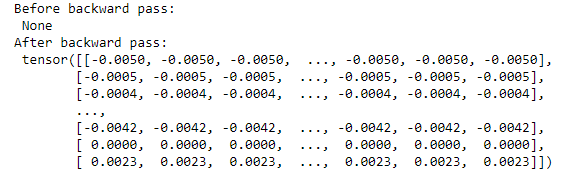 Before backward pass:
 None
After backward pass:
 tensor([[-0.0050, -0.0050, -0.0050,  ..., -0.0050, -0.0050, -0.0050],
        [-0.0005, -0.0005, -0.0005,  ..., -0.0005, -0.0005, -0.0005],
        [-0.0004, -0.0004, -0.0004,  ..., -0.0004, -0.0004, -0.0004],
        ...,
        [-0.0042, -0.0042, -0.0042,  ..., -0.0042, -0.0042, -0.0042],
        [ 0.0000,  0.0000,  0.0000,  ...,  0.0000,  0.0000,  0.0000],
        [ 0.0023,  0.0023,  0.0023,  ...,  0.0023,  0.0023,  0.0023]])